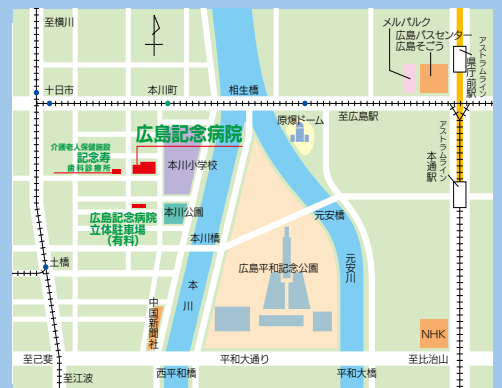 至横川
メルパルク
広島バスセンター
広島そごう
アストラムライン
県庁前駅
十日市
本川町
相生橋
原爆ドーム
至広島駅
広島記念病院
介護老人保健施設
記念寿
歯科診療所
本川小学校
アストラムライン
本通駅
広島記念病院
立体駐車場
(有料)
本川公園
元安橋
本川橋
土橋
広島平和記念公園
元安川
本川
中国新聞社
NHK
至己斐
平和大通り
至比治山
至江波
西平和橋
平和大橋